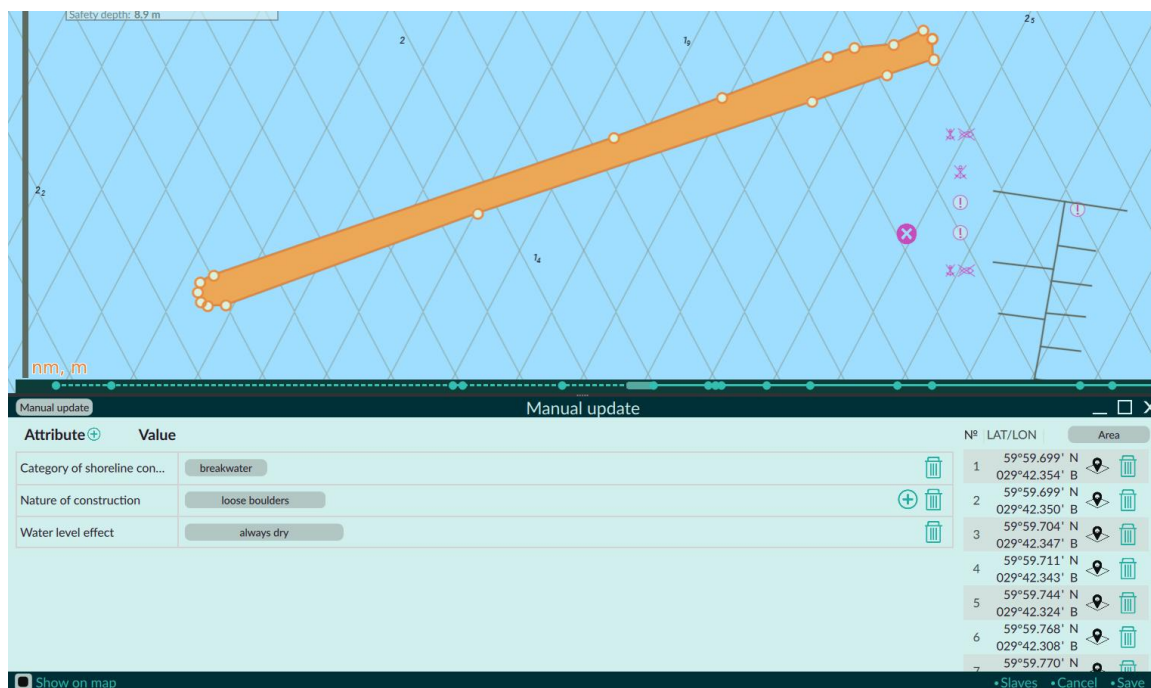 Safety depth: 8.9 m
2
1₉
2₅
2₂
1₄
nm, m
Manual update
Manual update
Attribute
Value
Nº LAT/LON
Area
Category of shoreline con...
breakwater
Nature of construction
loose boulders
Water level effect
always dry
1
59°59.699' N
029°42.354' B
2
59°59.699' N
029°42.350' B
3
59°59.704' N
029°42.347' B
4
59°59.711' N
029°42.343' B
5
59°59.744' N
029°42.324' B
6
59°59.768' N
029°42.308' B
7
59°59.770' N
Show on map
•Slaves •Cancel •Save